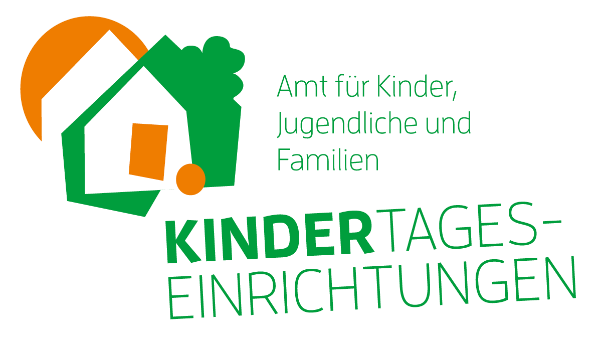 Amt für Kinder,
Jugendliche und
Familien
KINDERTAGES-
EINRICHTUNGEN